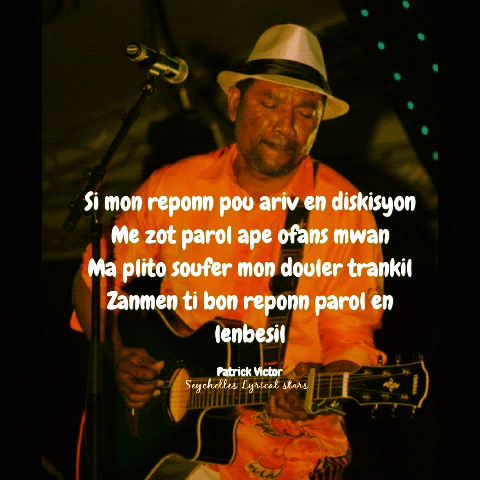 Si mon reponn pou ariv en diskisyon
Me zot parol ape ofans mwan
Ma plito soufer mon douler trankil
Zanmen ti bon reponn parol en
lenbesil
Patrick Victor
Seychelles Lyrical stars
YAMAHA